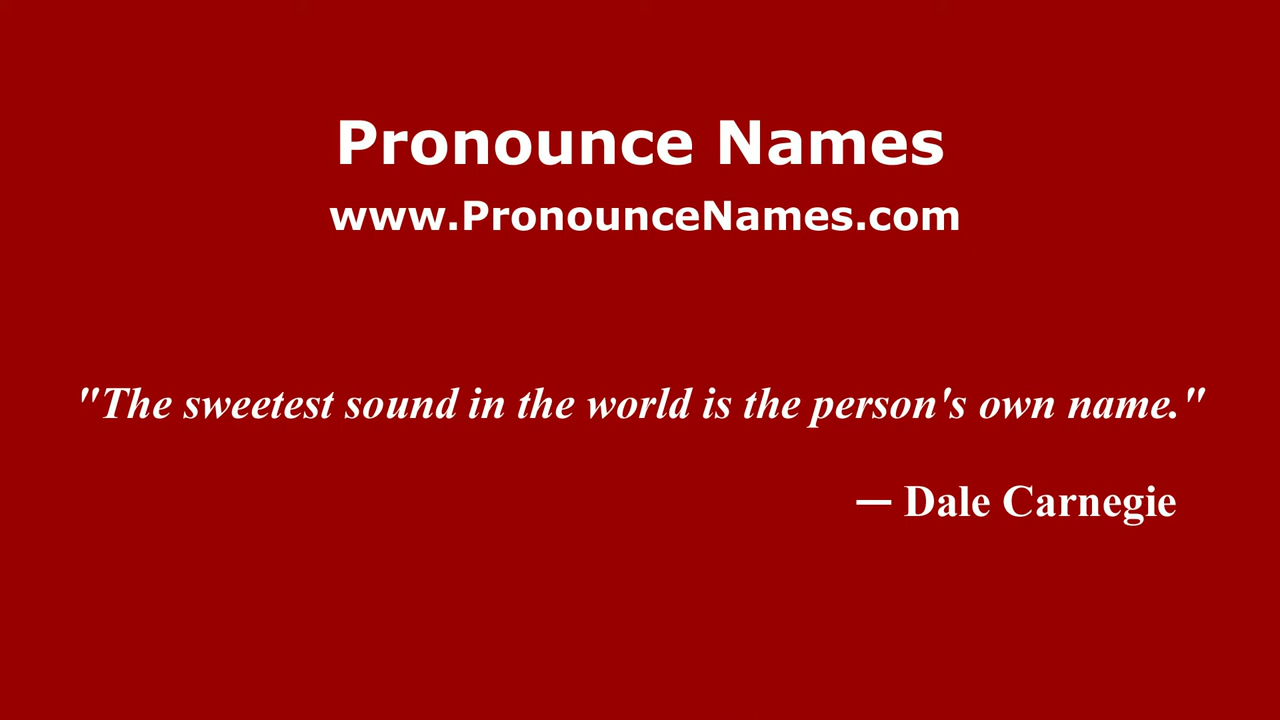 Pronounce Names
www.PronounceNames.com
"The sweetest sound in the world is the person's own name."
— Dale Carnegie